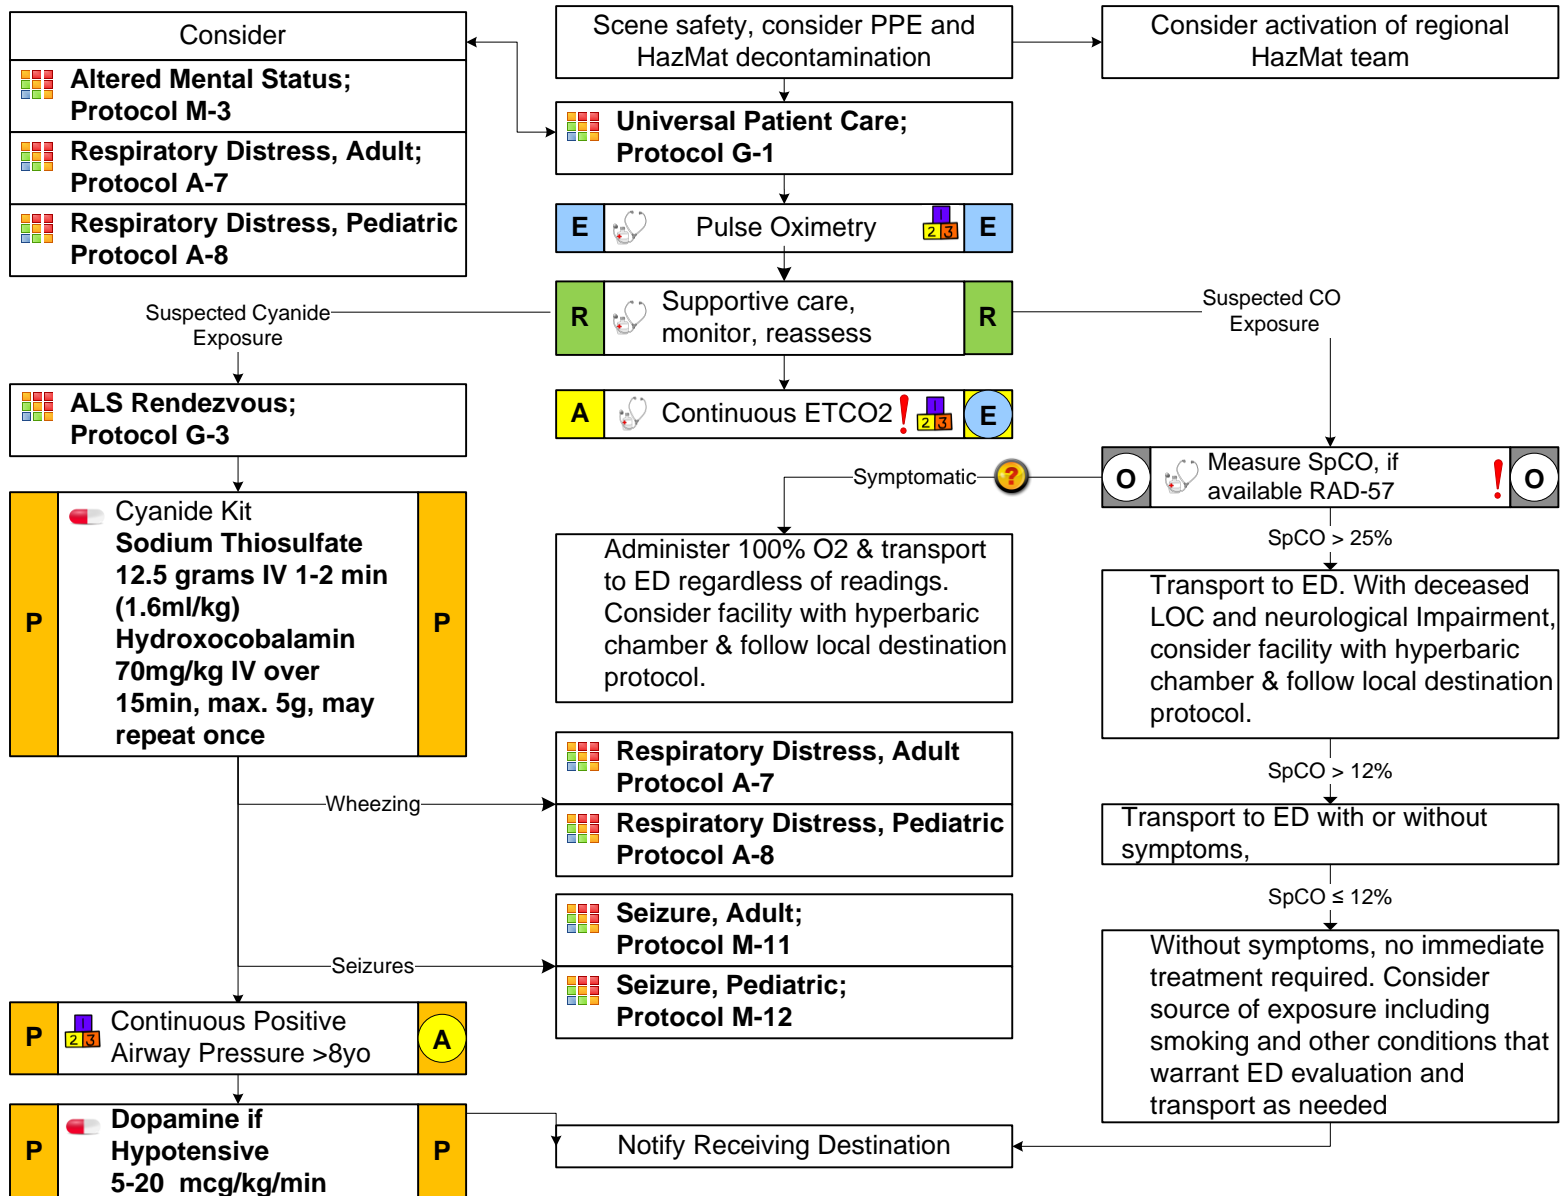 Consider
Altered Mental Status;
Protocol M-3
Respiratory Distress, Adult;
Protocol A-7
Respiratory Distress, Pediatric
Protocol A-8
Scene safety, consider PPE and
HazMat decontamination
Consider activation of regional
HazMat team
Universal Patient Care;
Protocol G-1
E
Pulse Oximetry
1
2 3
E
R
Supportive care,
monitor, reassess
R
A
Continuous ETCO2
!
1
2 3
E
Suspected Cyanide
Exposure
ALS Rendezvous;
Protocol G-3
P
Cyanide Kit
Sodium Thiosulfate
12.5 grams IV 1-2 min
(1.6ml/kg)
Hydroxocobalamin
70mg/kg IV over
15min, max. 5g, may
repeat once
P
Suspected CO
Exposure
O
Measure SpCO, if
available RAD-57
!
O
Symptomatic
?
Administer 100% O2 & transport
to ED regardless of readings.
Consider facility with hyperbaric
chamber & follow local destination
protocol.
SpCO > 25%
Transport to ED. With deceased
LOC and neurological Impairment,
consider facility with hyperbaric
chamber & follow local destination
protocol.
SpCO > 12%
Transport to ED with or without
symptoms,
SpCO ≤ 12%
Without symptoms, no immediate
treatment required. Consider
source of exposure including
smoking and other conditions that
warrant ED evaluation and
transport as needed
Wheezing
Respiratory Distress, Adult
Protocol A-7
Respiratory Distress, Pediatric
Protocol A-8
Seizures
Seizure, Adult;
Protocol M-11
Seizure, Pediatric;
Protocol M-12
P
1
2 3
Continuous Positive
Airway Pressure >8yo
A
P
Dopamine if
Hypotensive
5-20 mcg/kg/min
P
Notify Receiving Destination